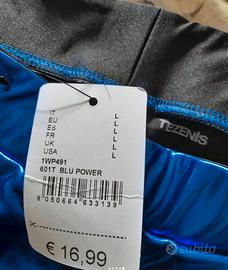 TEZENIS
IT L
EU L
ES L
FR L
UK L
USA L
1WP491
601T BLU POWER
8 050664 633139
€ 16,99
subito